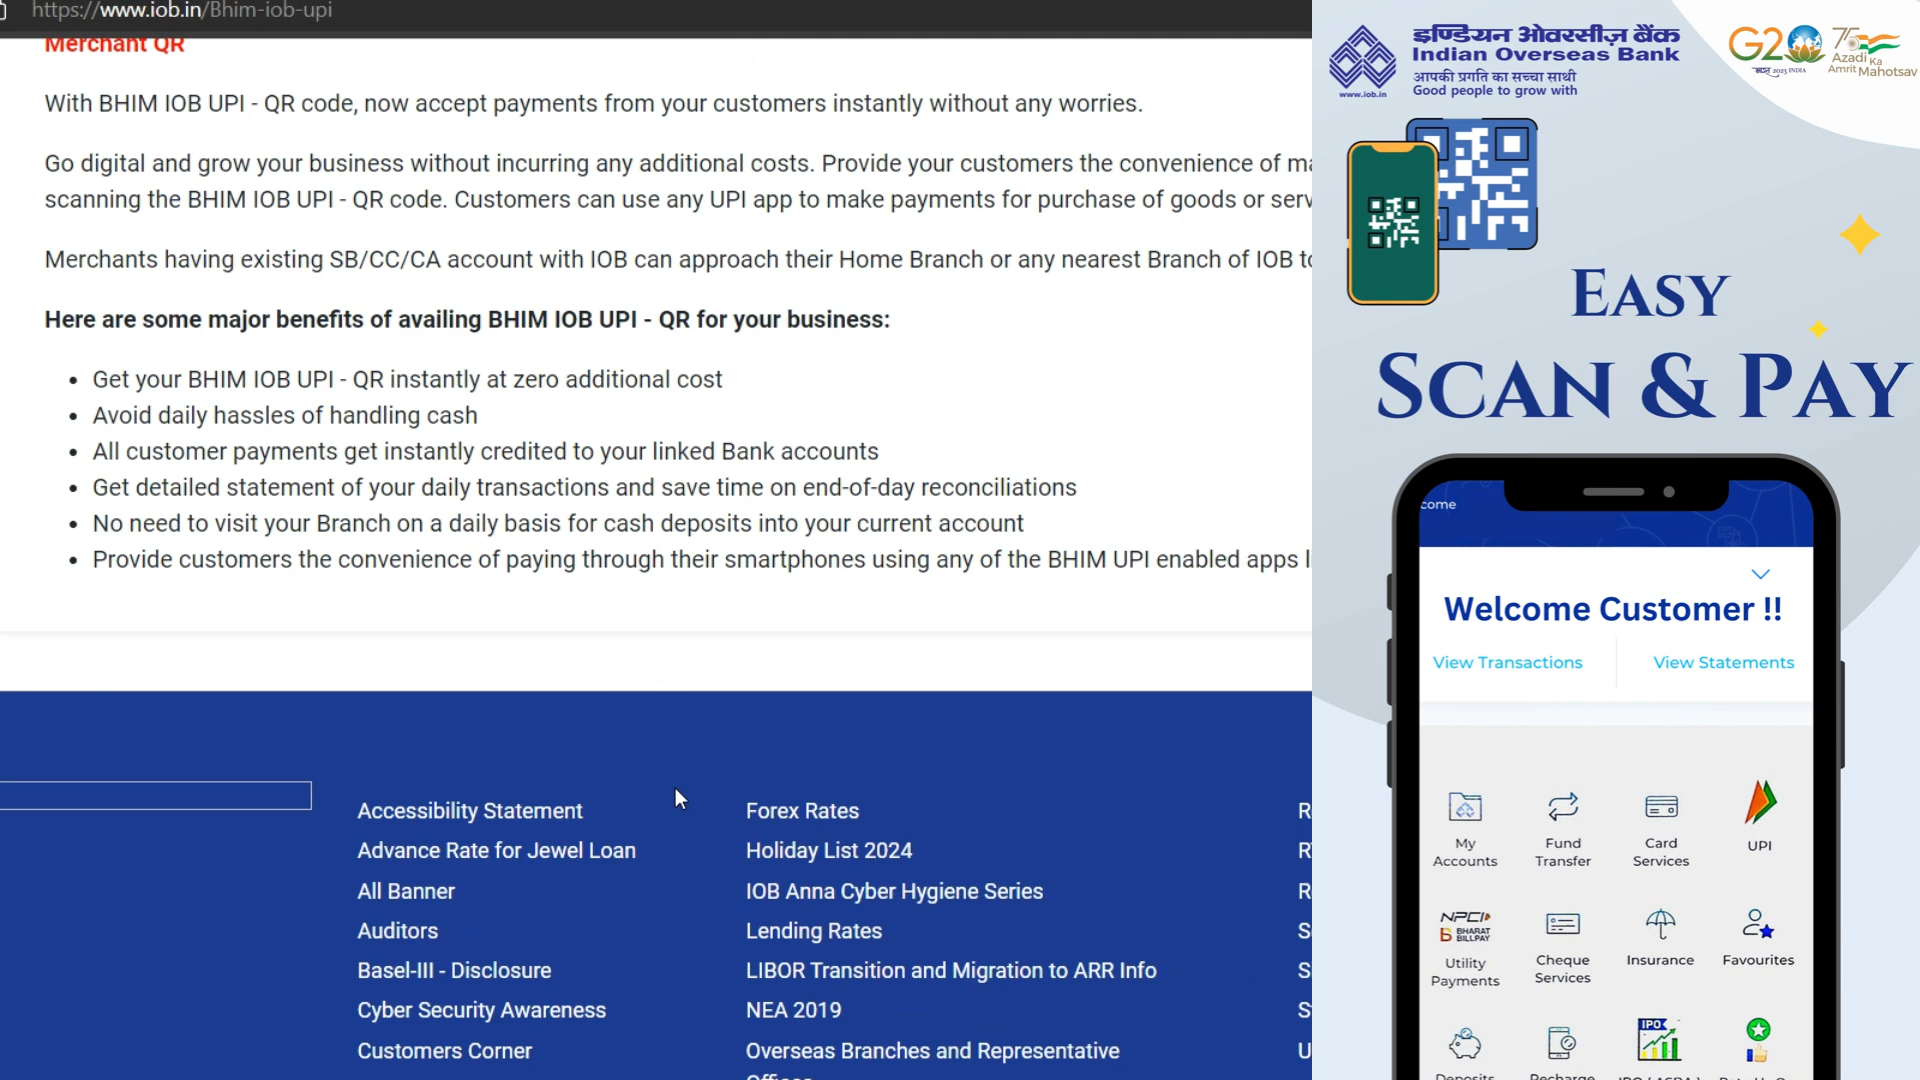 https://www.iob.in/Bhim-iob-upi
Merchant QR
With BHIM IOB UPI - QR code, now accept payments from your customers instantly without any worries.
Go digital and grow your business without incurring any additional costs. Provide your customers the convenience of
scanning the BHIM IOB UPI - QR code. Customers can use any UPI app to make payments for purchase of goods or
Merchants having existing SB/CC/CA account with IOB can approach their Home Branch or any nearest Branch of IOB
Here are some major benefits of availing BHIM IOB UPI - QR for your business:
• Get your BHIM IOB UPI - QR instantly at zero additional cost
• Avoid daily hassles of handling cash
• All customer payments get instantly credited to your linked Bank accounts
• Get detailed statement of your daily transactions and save time on end-of-day reconciliations
• No need to visit your Branch on a daily basis for cash deposits into your current account
• Provide customers the convenience of paying through their smartphones using any of the BHIM UPI enabled apps
Accessibility Statement
Advance Rate for Jewel Loan
All Banner
Auditors
Basel-III - Disclosure
Cyber Security Awareness
Customers Corner
Forex Rates
Holiday List 2024
IOB Anna Cyber Hygiene Series
Lending Rates
LIBOR Transition and Migration to ARR Info
NEA 2019
Overseas Branches and Representative
इण्डियन ओवरसीज़ बैंक
Indian Overseas Bank
आपकी प्रगति का सच्चा साथी
Good people to grow with
www.iob.in
G20
भारत 2023 INDIA
75
Azadi Ka
Amrit Mahotsav
EASY
SCAN & PAY
come
Welcome Customer !!
View Transactions
View Statements
My
Accounts
Fund
Transfer
Card
Services
UPI
NPCI
B BHARAT
BILLPAY
Utility
Payments
Cheque
Services
Insurance
Favourites
IPO
Deposits
Recharge